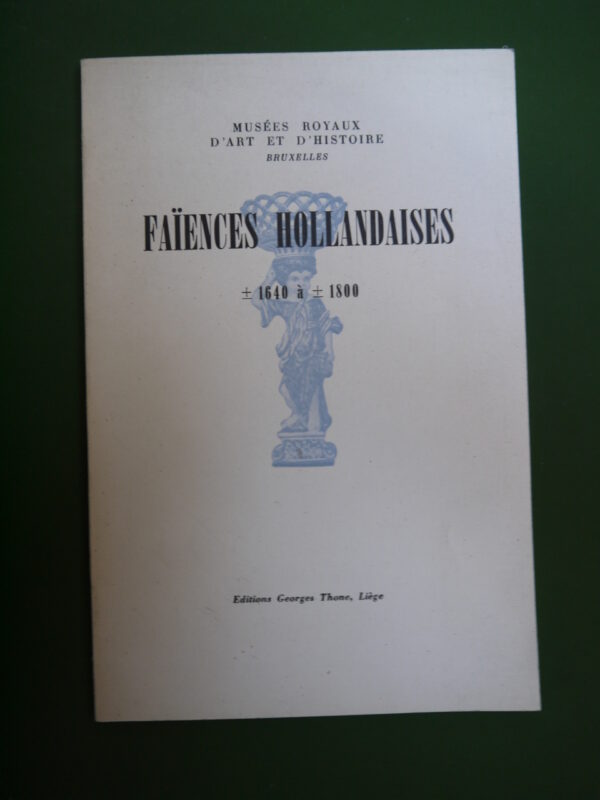 MUSÉES ROYAUX
D'ART ET D'HISTOIRE
BRUXELLES
FAÏENCES HOLLANDAISES
± 1640 à ± 1800
Editions Georges Thone, Liège